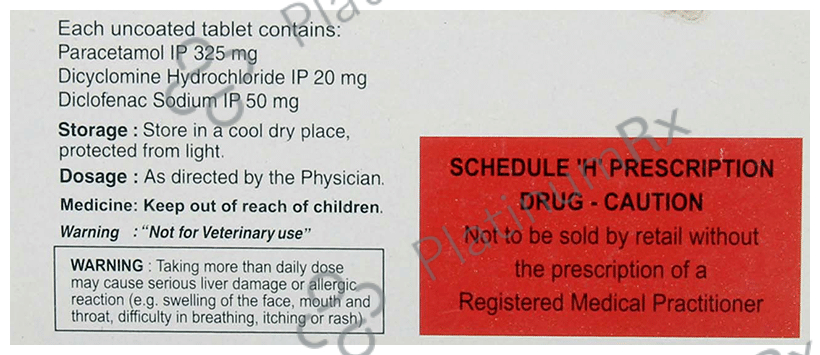 Each uncoated tablet contains:
Paracetamol IP 325 mg
Dicyclomine Hydrochloride IP 20 mg
Diclofenac Sodium IP 50 mg
Storage : Store in a cool dry place,
protected from light.
Dosage : As directed by the Physician.
Medicine: Keep out of reach of children.
Warning : "Not for Veterinary use"
WARNING : Taking more than daily dose
may cause serious liver damage or allergic
reaction (e.g. swelling of the face, mouth and
throat, difficulty in breathing, itching or rash)
SCHEDULE 'H' PRESCRIPTION
DRUG - CAUTION
Not to be sold by retail without
the prescription of a
Registered Medical Practitioner
PlatinumRx
PlatinumRx
PlatinumRx